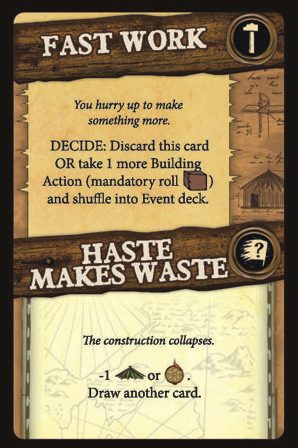 FAST WORK
You hurry up to make
something more.
DECIDE: Discard this card
OR take 1 more Building
Action (mandatory roll )
and shuffle into Event deck.
?
HASTE
MAKES WASTE
The construction collapses.
-1 or .
Draw another card.